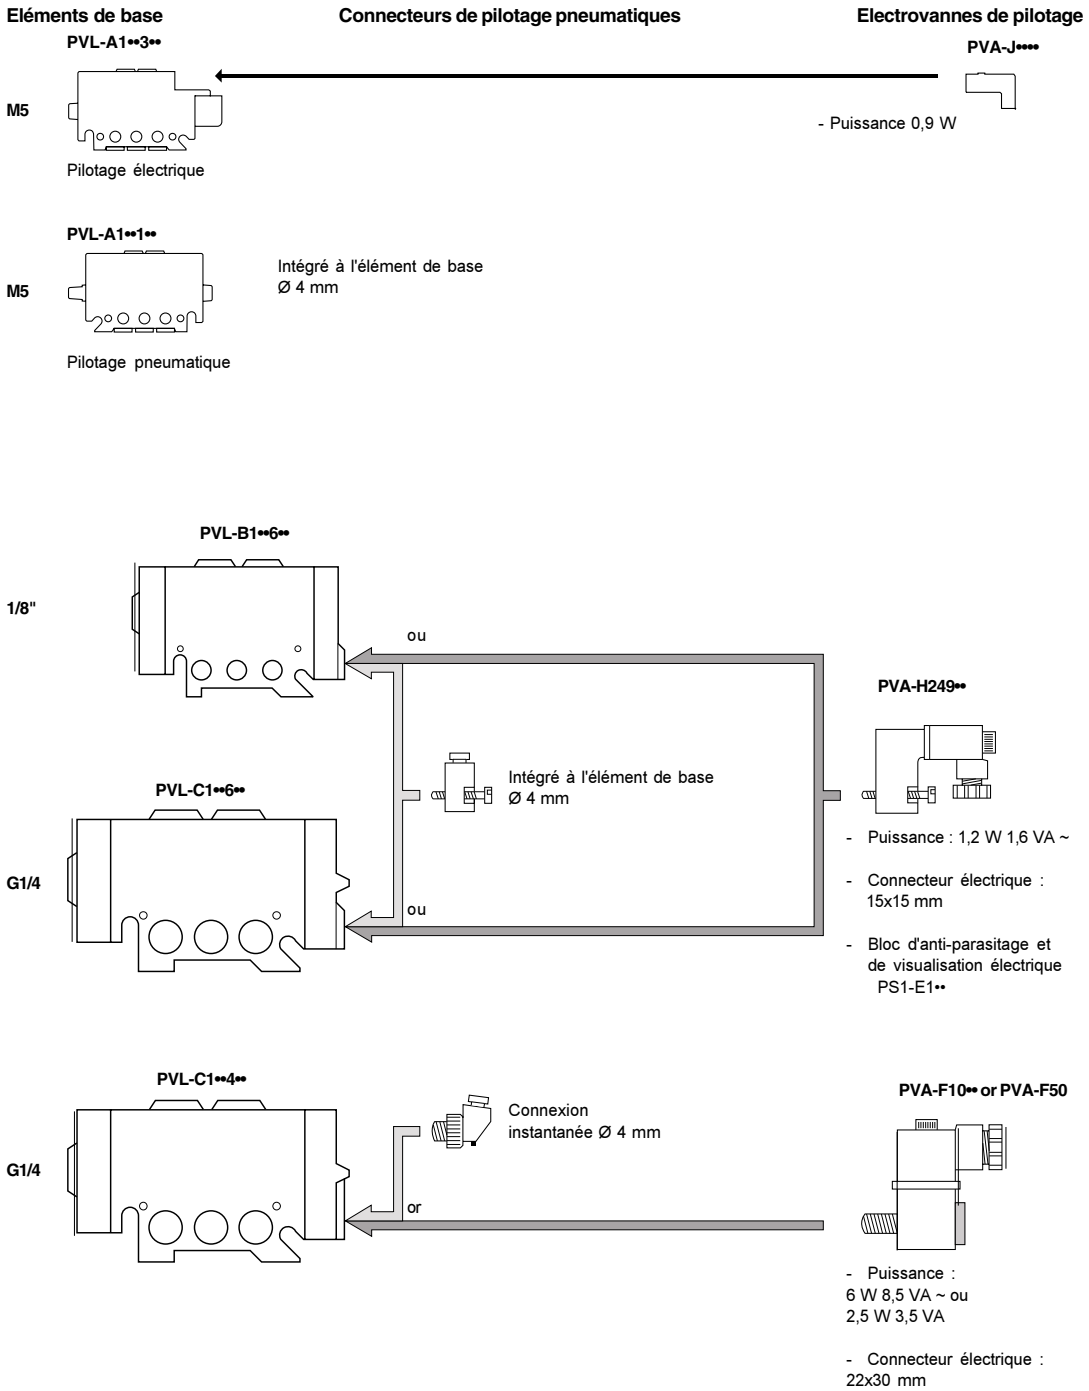 Eléments de base
Connecteurs de pilotage pneumatiques
Electrovannes de pilotage
PVL-A1••3••
PVA-J••••
M5
- Puissance 0,9 W
Pilotage électrique
PVL-A1••1••
Intégré à l'élément de base
Ø 4 mm
M5
Pilotage pneumatique
PVL-B1••6••
1/8"
ou
PVA-H249••
Intégré à l'élément de base
Ø 4 mm
PVL-C1••6••
G1/4
ou
- Puissance : 1,2 W 1,6 VA ~
- Connecteur électrique :
15x15 mm
- Bloc d'anti-parasitage et
de visualisation électrique
PS1-E1••
PVL-C1••4••
PVA-F10•• or PVA-F50
Connexion
instantanée Ø 4 mm
G1/4
or
- Puissance :
6 W 8,5 VA ~ ou
2,5 W 3,5 VA
- Connecteur électrique :
22x30 mm